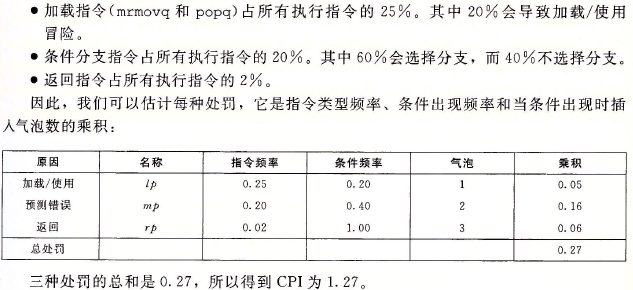 ● 加载指令(mrmovq 和 popq)占所有执行指令的 25%。其中 20%会导致加载/使用
冒险。
● 条件分支指令占所有执行指令的 20%。其中 60%会选择分支，而 40%不选择分支。
● 返回指令占所有执行指令的 2%。
因此，我们可以估计每种处罚，它是指令类型频率、条件出现频率和当条件出现时插
入气泡数的乘积：
原因 名称 指令频率 条件频率 气泡 乘积
加载/使用 lp 0.25 0.20 1 0.05
预测错误 mp 0.20 0.40 2 0.16
返回 rp 0.02 1.00 3 0.06
总处罚 0.27
三种处罚的总和是 0.27，所以得到 CPI 为 1.27。